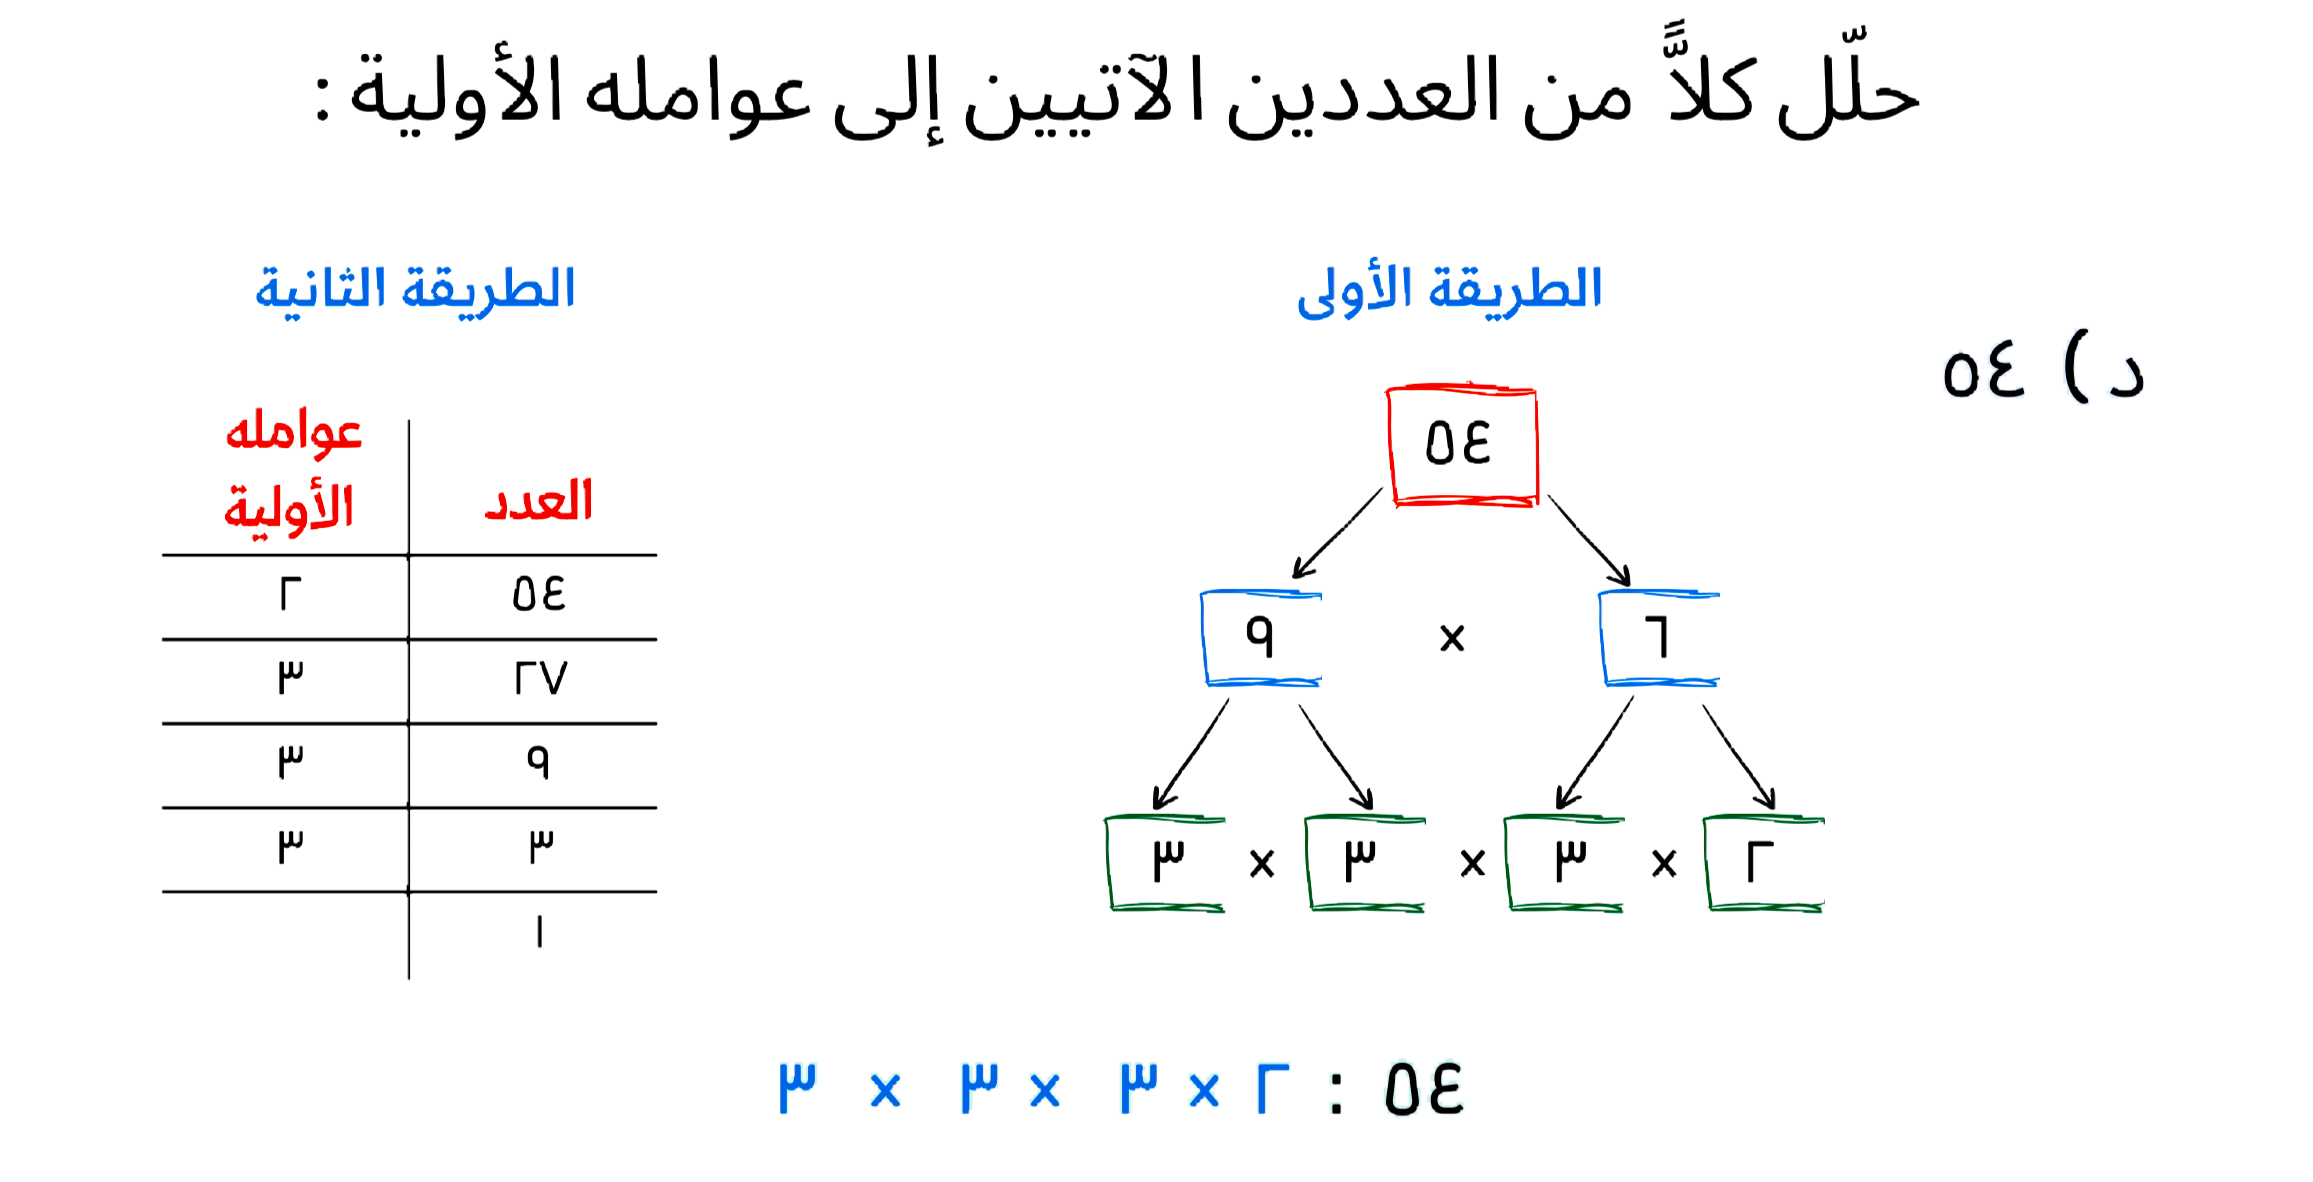 حلّل كلاًّ من العددين الآتيين إلى عوامله الأولية :
الطريقة الأولى
الطريقة الثانية
د) ٥٤
٥٤
٦ × ٩
٢ × ٣ × ٣ × ٣
العدد عوامله الأولية
٥٤ ٢
٢٧ ٣
٩ ٣
٣ ٣
١
٥٤ : ٢ × ٣ × ٣ × ٣